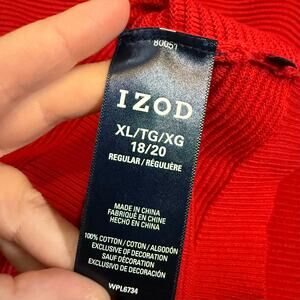 80051
IZOD
XL/TG/XG
18/20
REGULAR/RÉGULIÈRE
MADE IN CHINA
FABRIQUÉ EN CHINE
HECHO EN CHINA
100% COTTON/COTON/ALGODÓN
EXCLUSIVE OF DECORATION
SAUF DÉCORATION
EXCLUSIVO DE DECORACIÓN
WPL6734